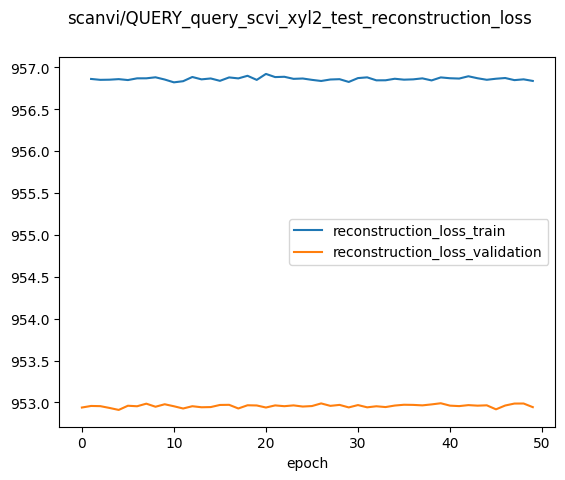 scanvi/QUERY_query_scvi_xyl2_test_reconstruction_loss
957.0
956.5
956.0
955.5
955.0
954.5
954.0
953.5
953.0
reconstruction_loss_train
reconstruction_loss_validation
0 10 20 30 40 50
epoch